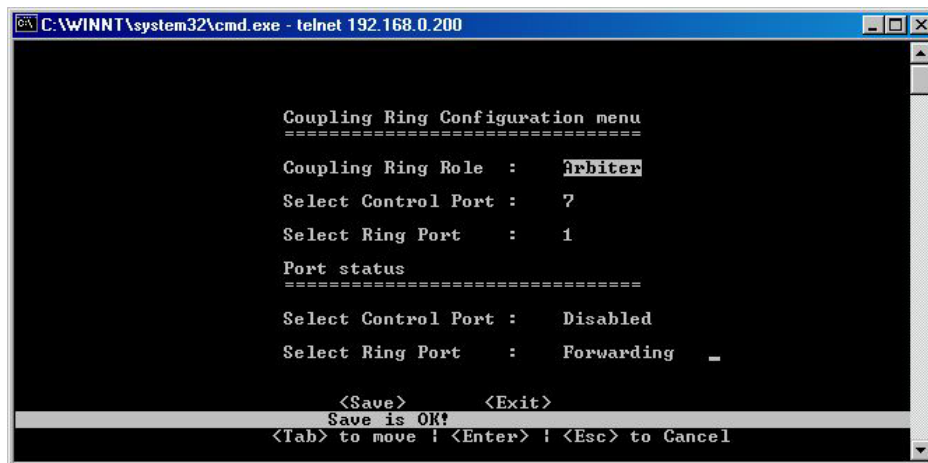 C:\WINNT\system32\cmd.exe - telnet 192.168.0.200
Coupling Ring Configuration menu
================================
Coupling Ring Role : Arbiter
Select Control Port : 7
Select Ring Port : 1
Port status
================================
Select Control Port : Disabled
Select Ring Port : Forwarding _
<Save> <Exit>
Save is OK!
<Tab> to move ¦ <Enter> ¦ <Esc> to Cancel